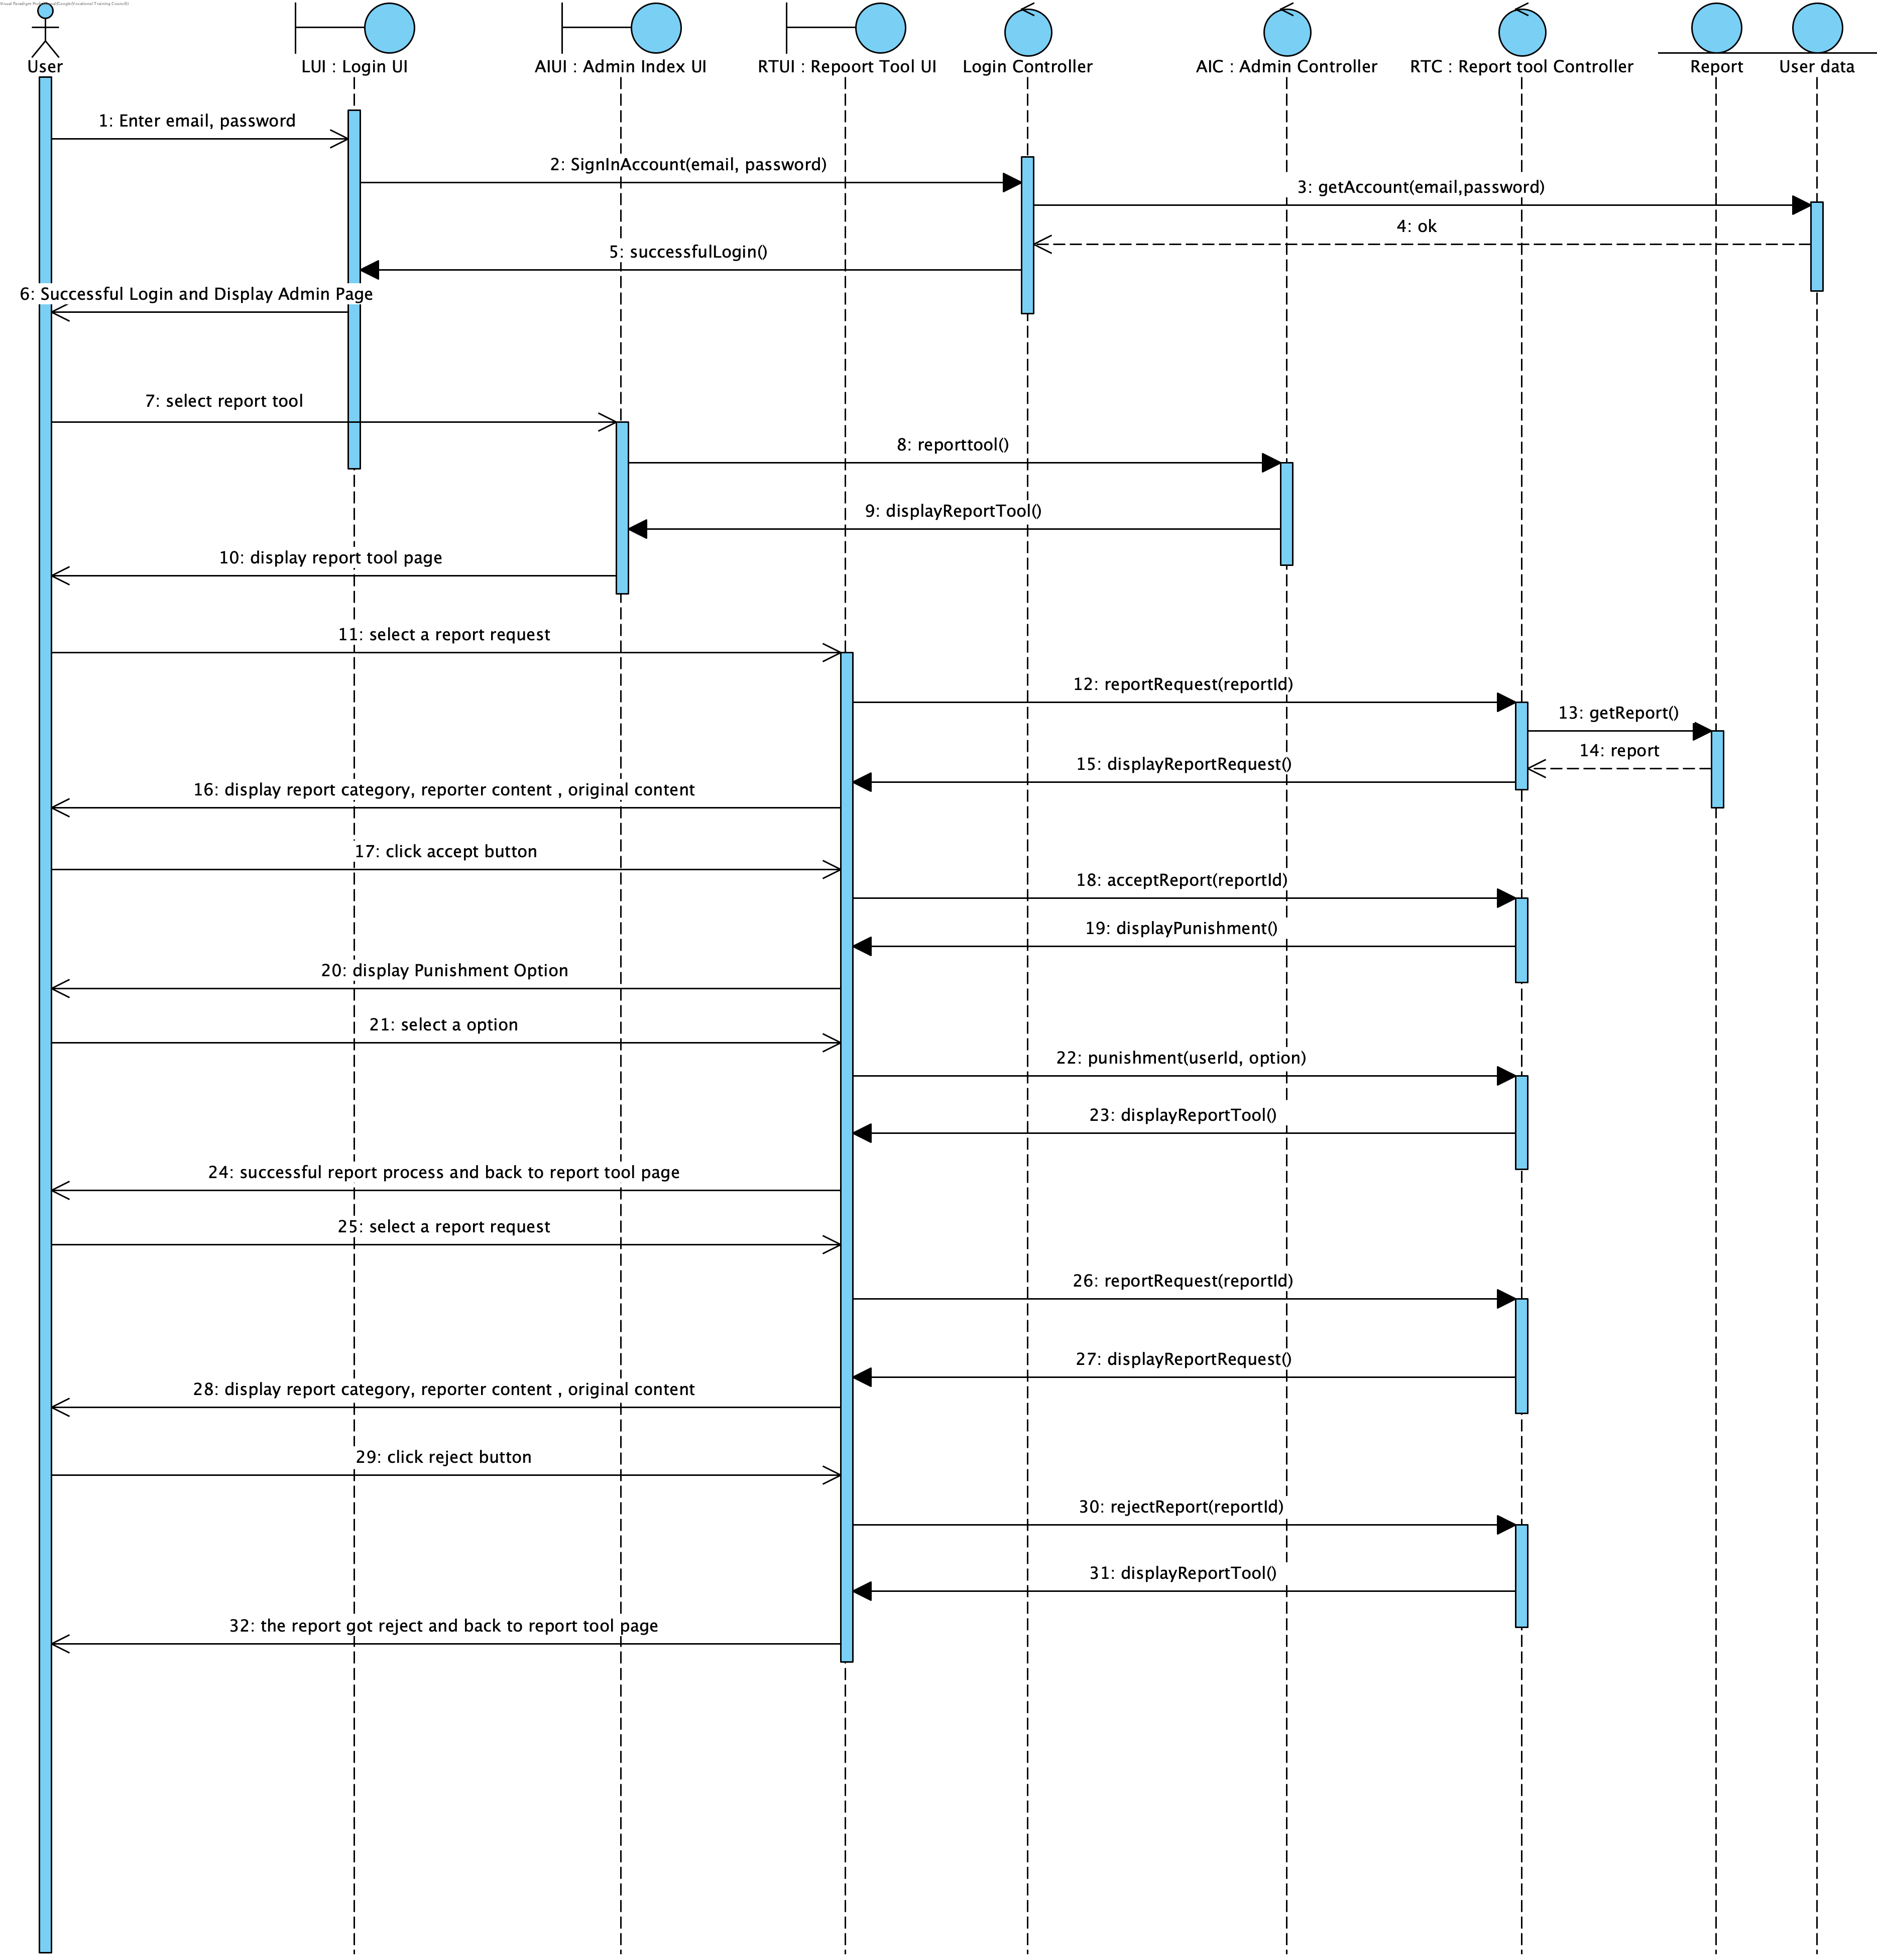 Visual Paradigm Professional(Google(Vocational Training Council))
User
LUI : Login UI
AIUI : Admin Index UI
RTUI : Repoort Tool UI
Login Controller
AIC : Admin Controller
RTC : Report tool Controller
Report
User data
1: Enter email, password
2: SignInAccount(email, password)
3: getAccount(email,password)
4: ok
5: successfulLogin()
6: Successful Login and Display Admin Page
7: select report tool
8: reporttool()
9: displayReportTool()
10: display report tool page
11: select a report request
12: reportRequest(reportId)
13: getReport()
14: report
15: displayReportRequest()
16: display report category, reporter content , original content
17: click accept button
18: acceptReport(reportId)
19: displayPunishment()
20: display Punishment Option
21: select a option
22: punishment(userId, option)
23: displayReportTool()
24: successful report process and back to report tool page
25: select a report request
26: reportRequest(reportId)
27: displayReportRequest()
28: display report category, reporter content , original content
29: click reject button
30: rejectReport(reportId)
31: displayReportTool()
32: the report got reject and back to report tool page